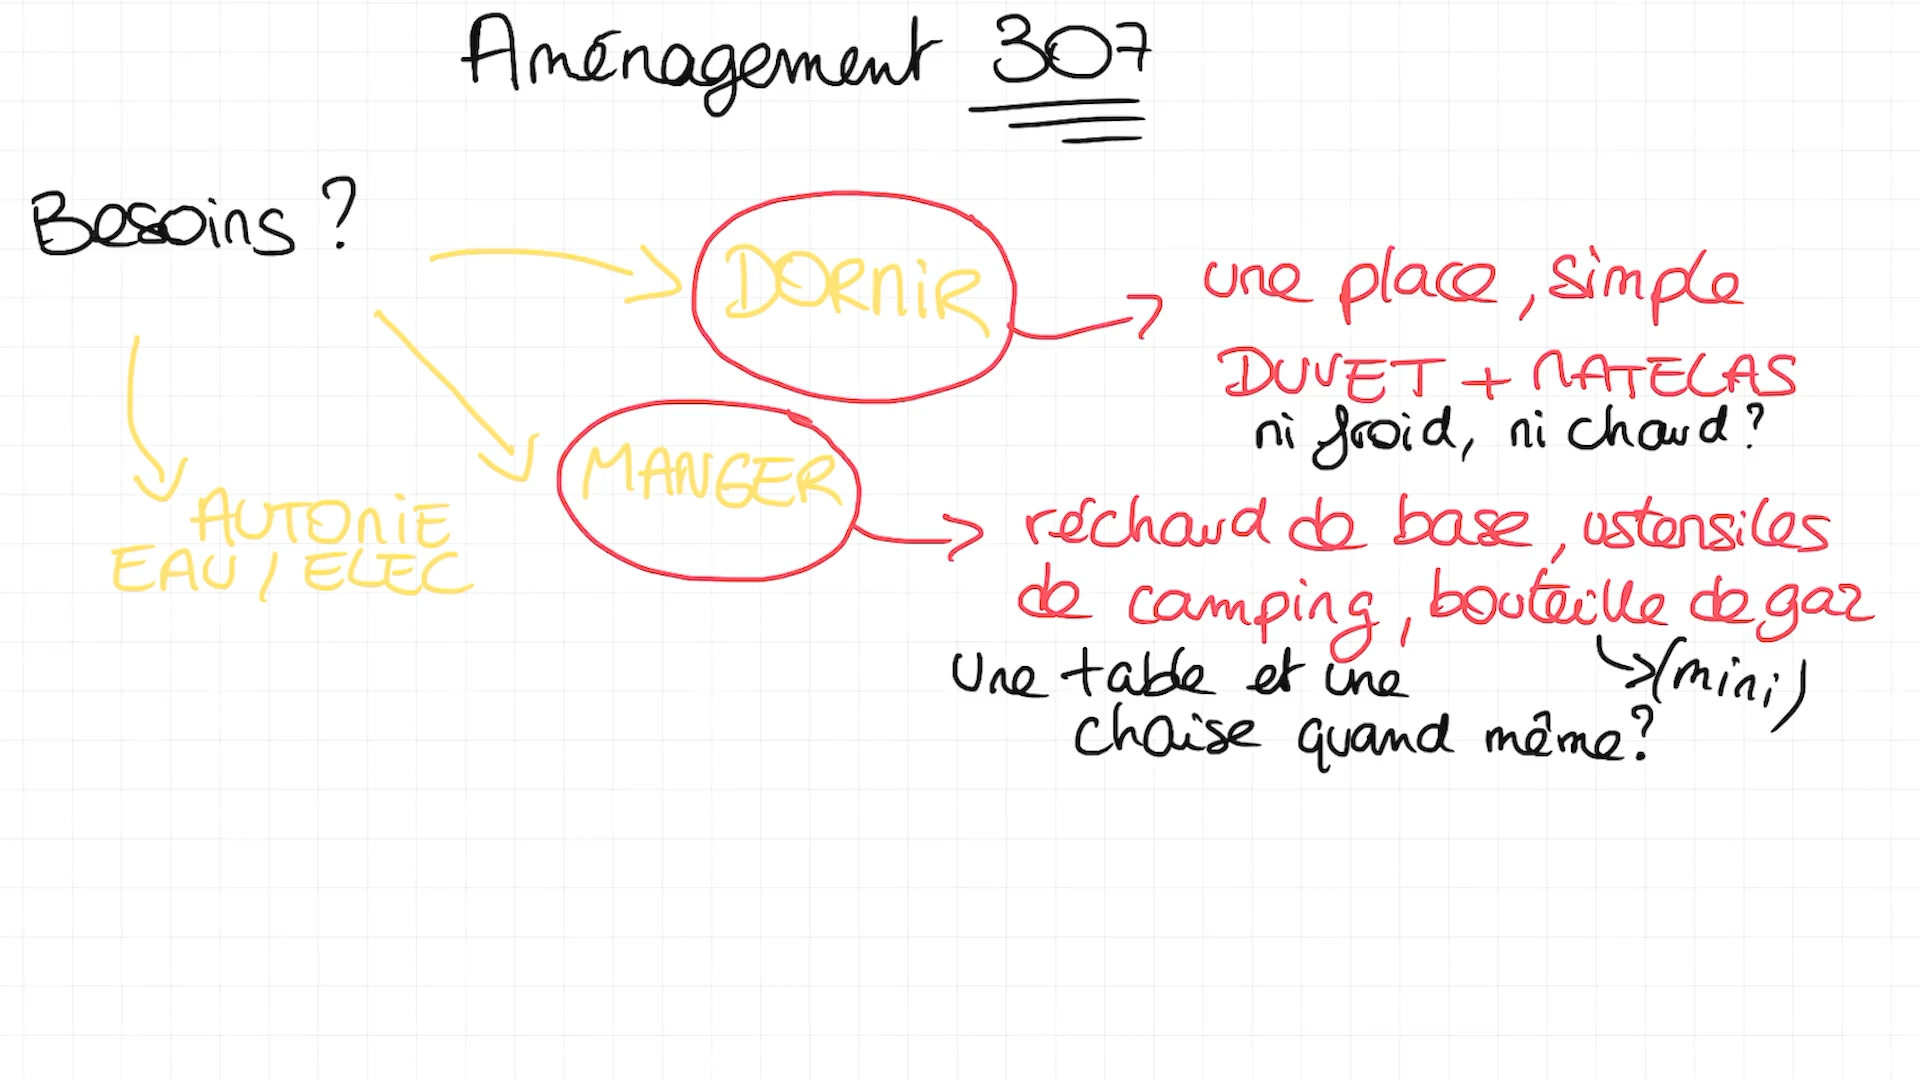 Aménagement 307
Besoins ?
DORMIR
une place, simple
DUVET + MATELAS
ni froid, ni chaud ?
MANGER
AUTONIE
EAU / ELEC
réchaud de base, ustensiles
de camping, bouteille de gaz
(mini)
une table et une
chaise quand même ?